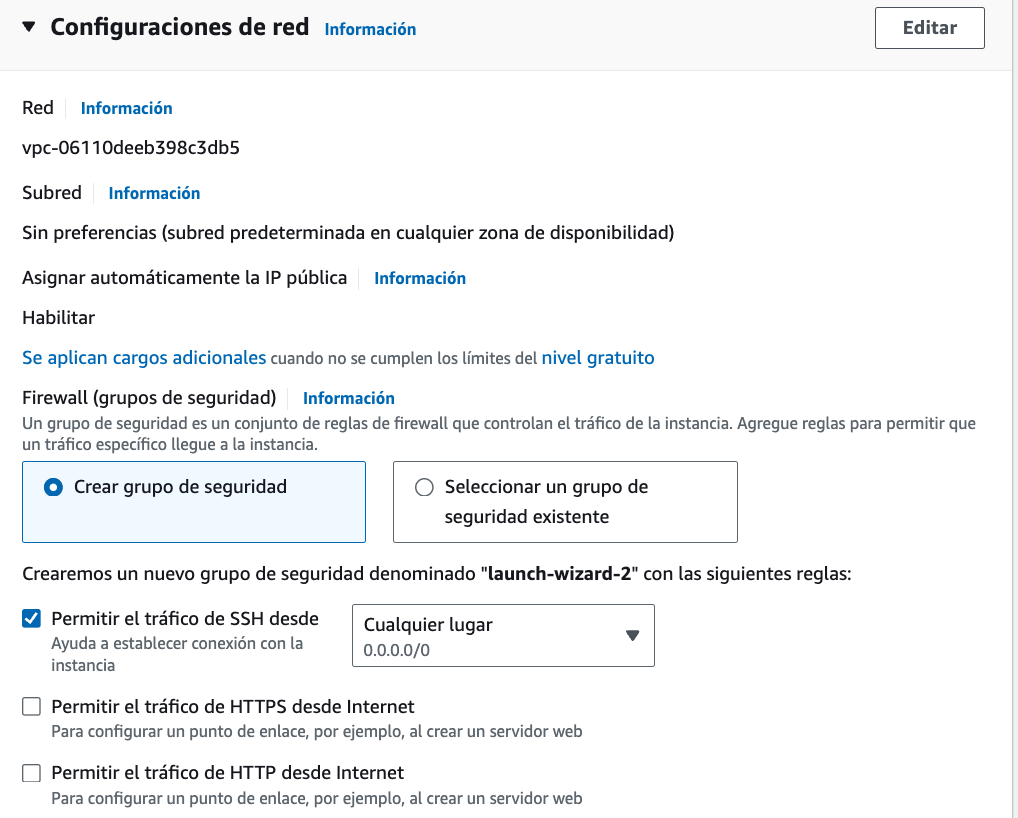 Configuraciones de red Información
Editar
Red Información
vpc-06110deeb398c3db5
Subred Información
Sin preferencias (subred predeterminada en cualquier zona de disponibilidad)
Asignar automáticamente la IP pública Información
Habilitar
Se aplican cargos adicionales cuando no se cumplen los límites del nivel gratuito
Firewall (grupos de seguridad) Información
Un grupo de seguridad es un conjunto de reglas de firewall que controlan el tráfico de la instancia. Agregue reglas para permitir que
un tráfico específico llegue a la instancia.
Crear grupo de seguridad
Seleccionar un grupo de
seguridad existente
Crearemos un nuevo grupo de seguridad denominado "launch-wizard-2" con las siguientes reglas:
Permitir el tráfico de SSH desde
Ayuda a establecer conexión con la
instancia
Cualquier lugar
0.0.0.0/0
Permitir el tráfico de HTTPS desde Internet
Para configurar un punto de enlace, por ejemplo, al crear un servidor web
Permitir el tráfico de HTTP desde Internet
Para configurar un punto de enlace, por ejemplo, al crear un servidor web